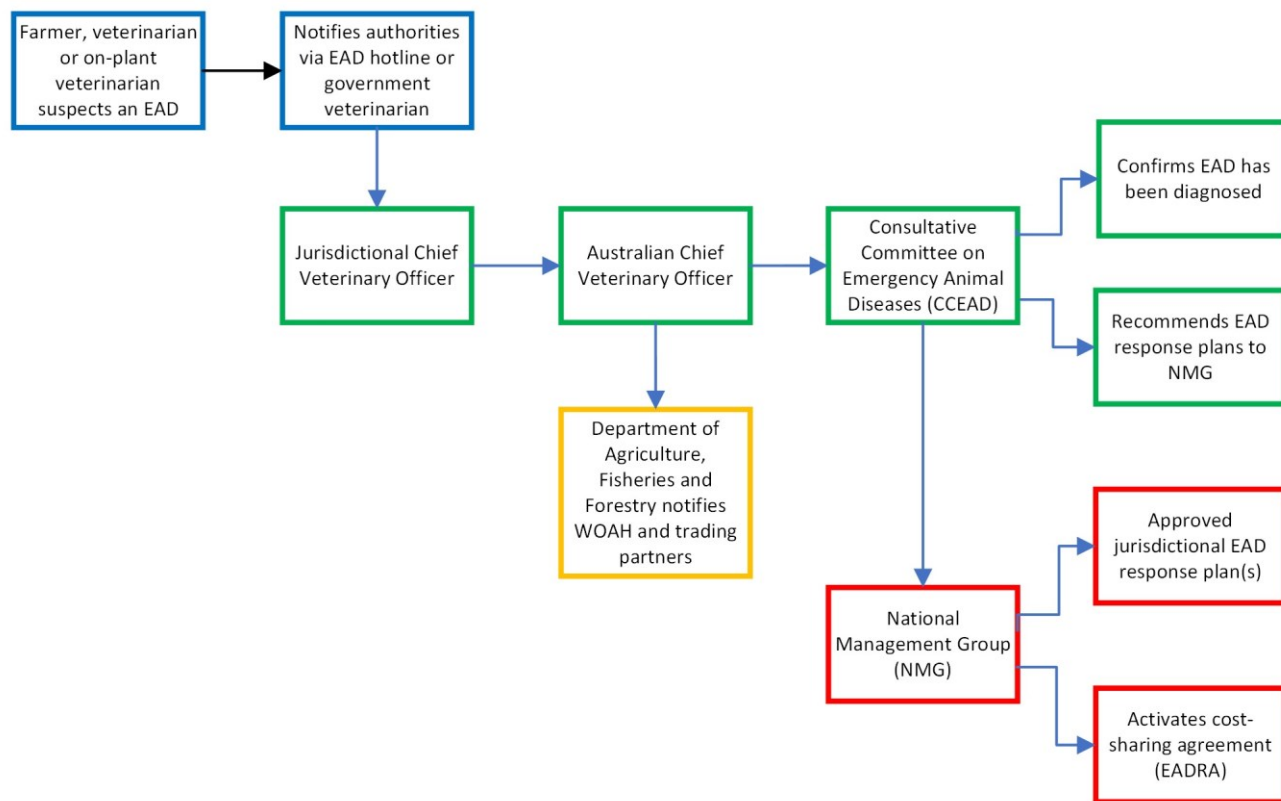 Farmer, veterinarian
or on-plant
veterinarian
suspects an EAD
Notifies authorities
via EAD hotline or
government
veterinarian
Jurisdictional Chief
Veterinary Officer
Australian Chief
Veterinary Officer
Consultative
Committee on
Emergency Animal
Diseases (CCEAD)
Confirms EAD has
been diagnosed
Recommends EAD
response plans to
NMG
Department of
Agriculture,
Fisheries and
Forestry notifies
WOAH and trading
partners
National
Management Group
(NMG)
Approved
jurisdictional EAD
response plan(s)
Activates cost-
sharing agreement
(EADRA)